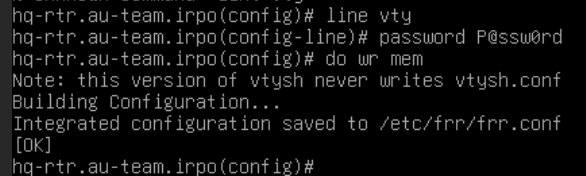 hq-rtr.au-team.irpo(config)# line vty
hq-rtr.au-team.irpo(config-line)# password P@ssw0rd
hq-rtr.au-team.irpo(config)# do wr mem
Note: this version of vtysh never writes vtysh.conf
Building Configuration...
Integrated configuration saved to /etc/frr/frr.conf
[OK]
hq-rtr.au-team.irpo(config)#